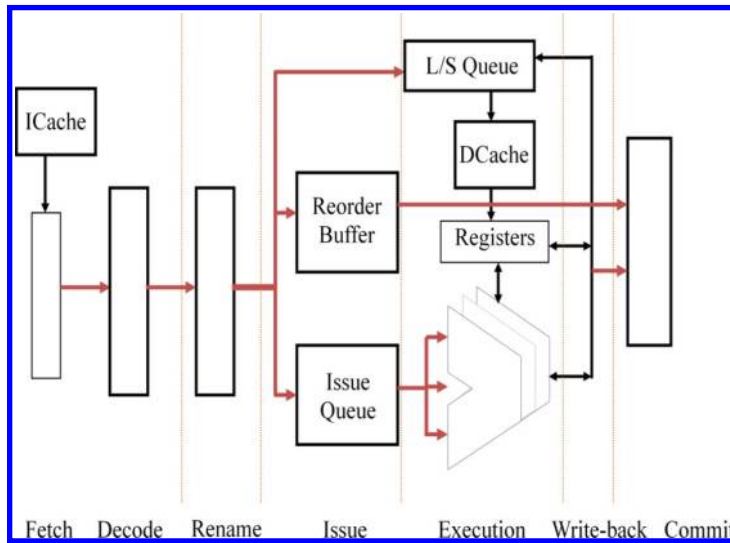 L/S Queue
ICache
DCache
Reorder
Buffer
Registers
Issue
Queue
Fetch Decode Rename Issue Execution Write-back Commit